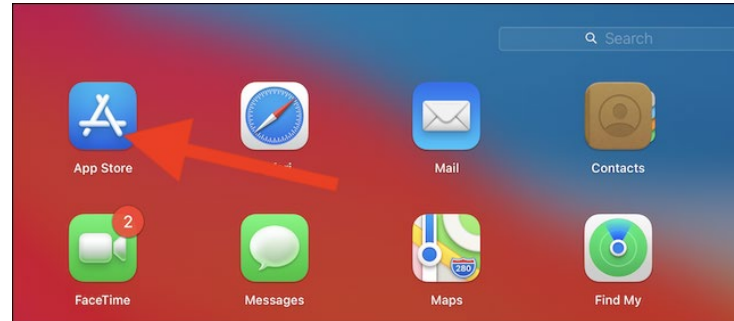 Search
App Store
Mail
Contacts
2
280
FaceTime
Messages
Maps
Find My